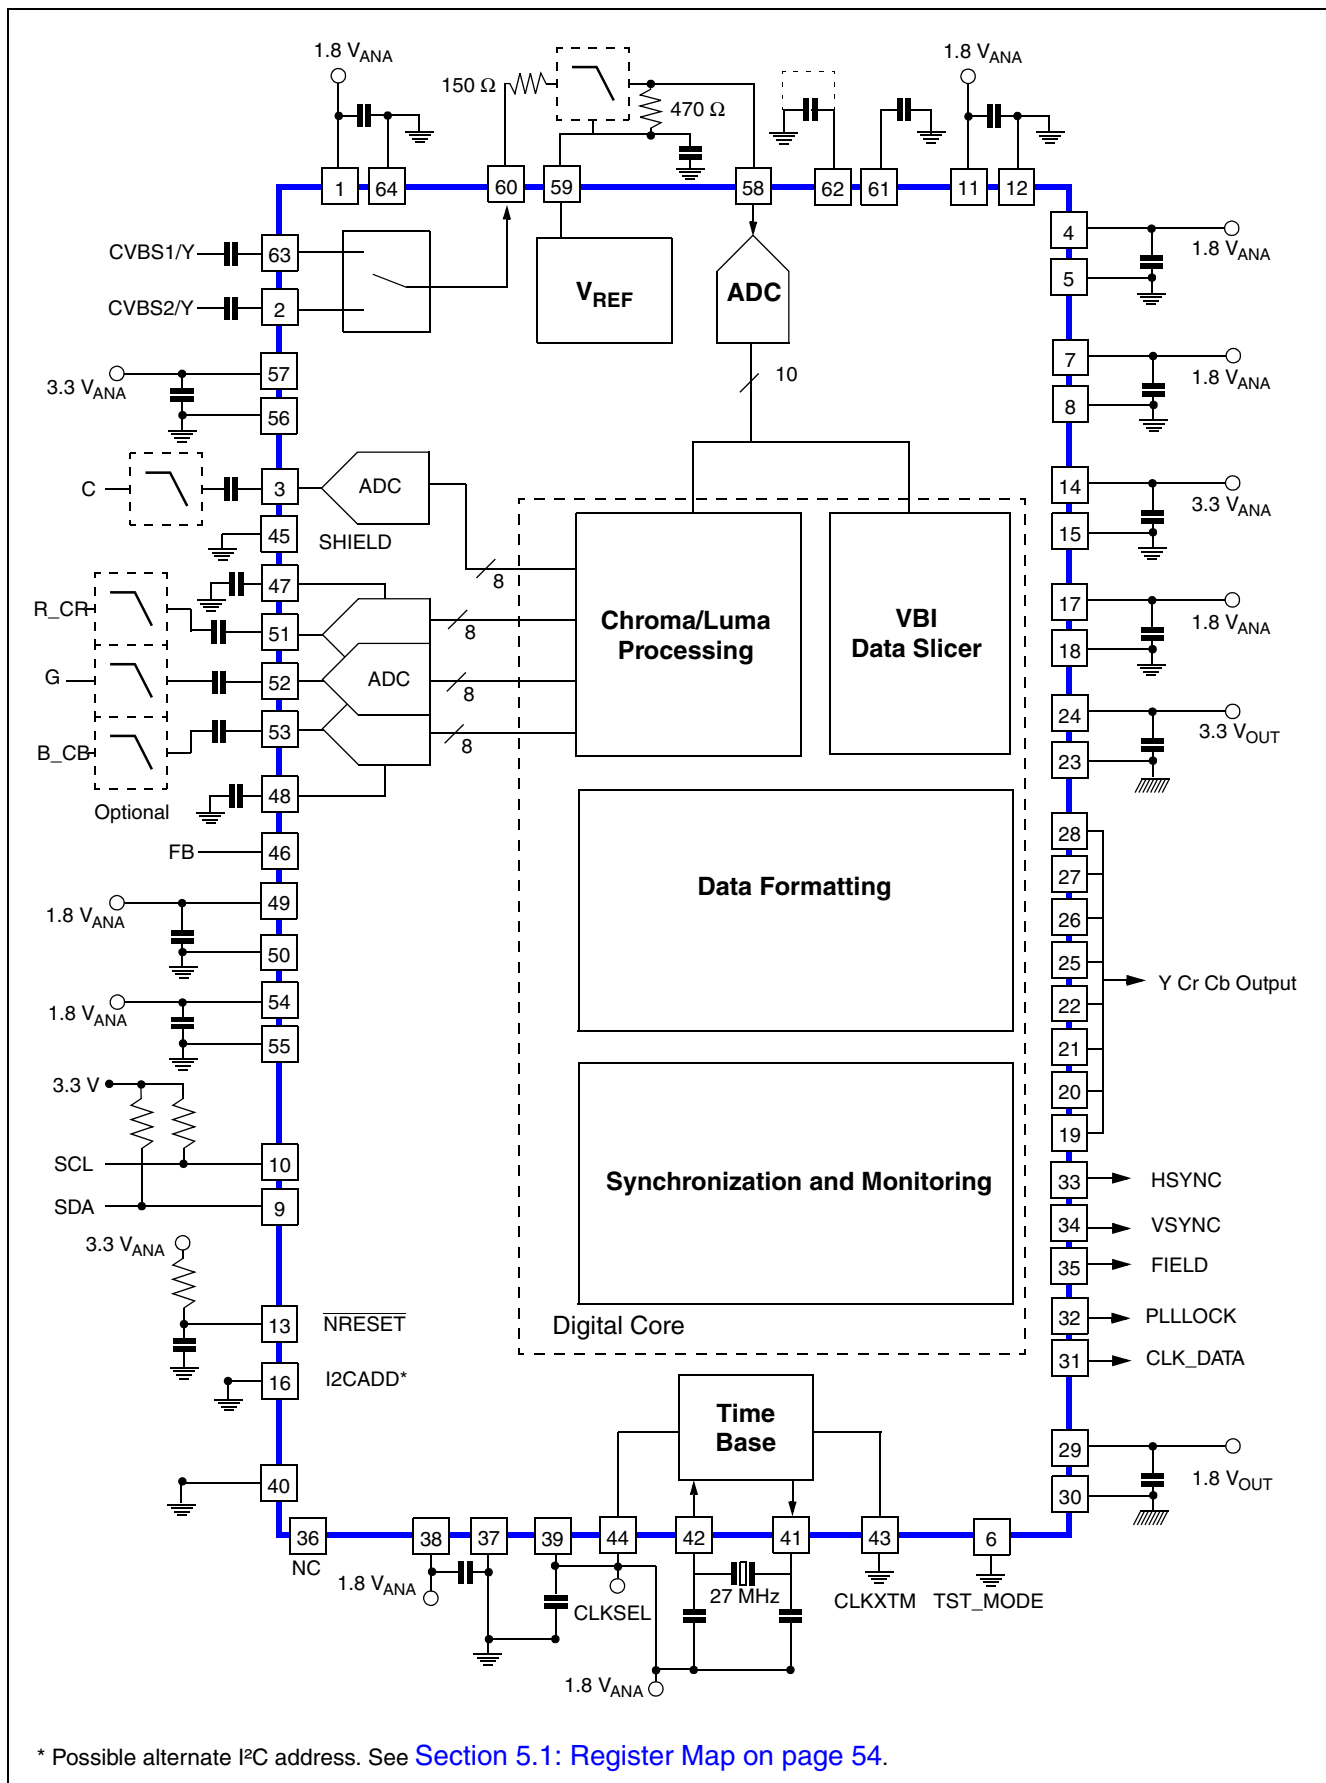 1.8 VANA
150 Ω
470 Ω
1.8 VANA
1
64
60
59
58
62
61
11
12
CVBS1/Y
63
CVBS2/Y
2
VREF
ADC
10
4
1.8 VANA
5
3.3 VANA
57
56
7
1.8 VANA
8
C
3
ADC
8
45
SHIELD
14
3.3 VANA
15
47
R_CR
51
8
G
52
ADC
8
B_CB
53
8
48
Optional
Chroma/Luma
Processing
VBI
Data Slicer
17
1.8 VANA
18
24
3.3 VOUT
23
FB
46
1.8 VANA
49
50
1.8 VANA
54
55
Data Formatting
28
27
26
25
22
21
20
19
Y Cr Cb Output
3.3 V
SCL
10
SDA
9
3.3 VANA
13
NRESET
16
I2CADD*
40
Synchronization and Monitoring
Digital Core
33
HSYNC
34
VSYNC
35
FIELD
32
PLLLOCK
31
CLK_DATA
Time
Base
29
1.8 VOUT
30
36
NC
38
37
39
44
42
41
43
6
1.8 VANA
CLKSEL
27 MHz
CLKXTM
TST_MODE
1.8 VANA
* Possible alternate I²C address. See Section 5.1: Register Map on page 54.